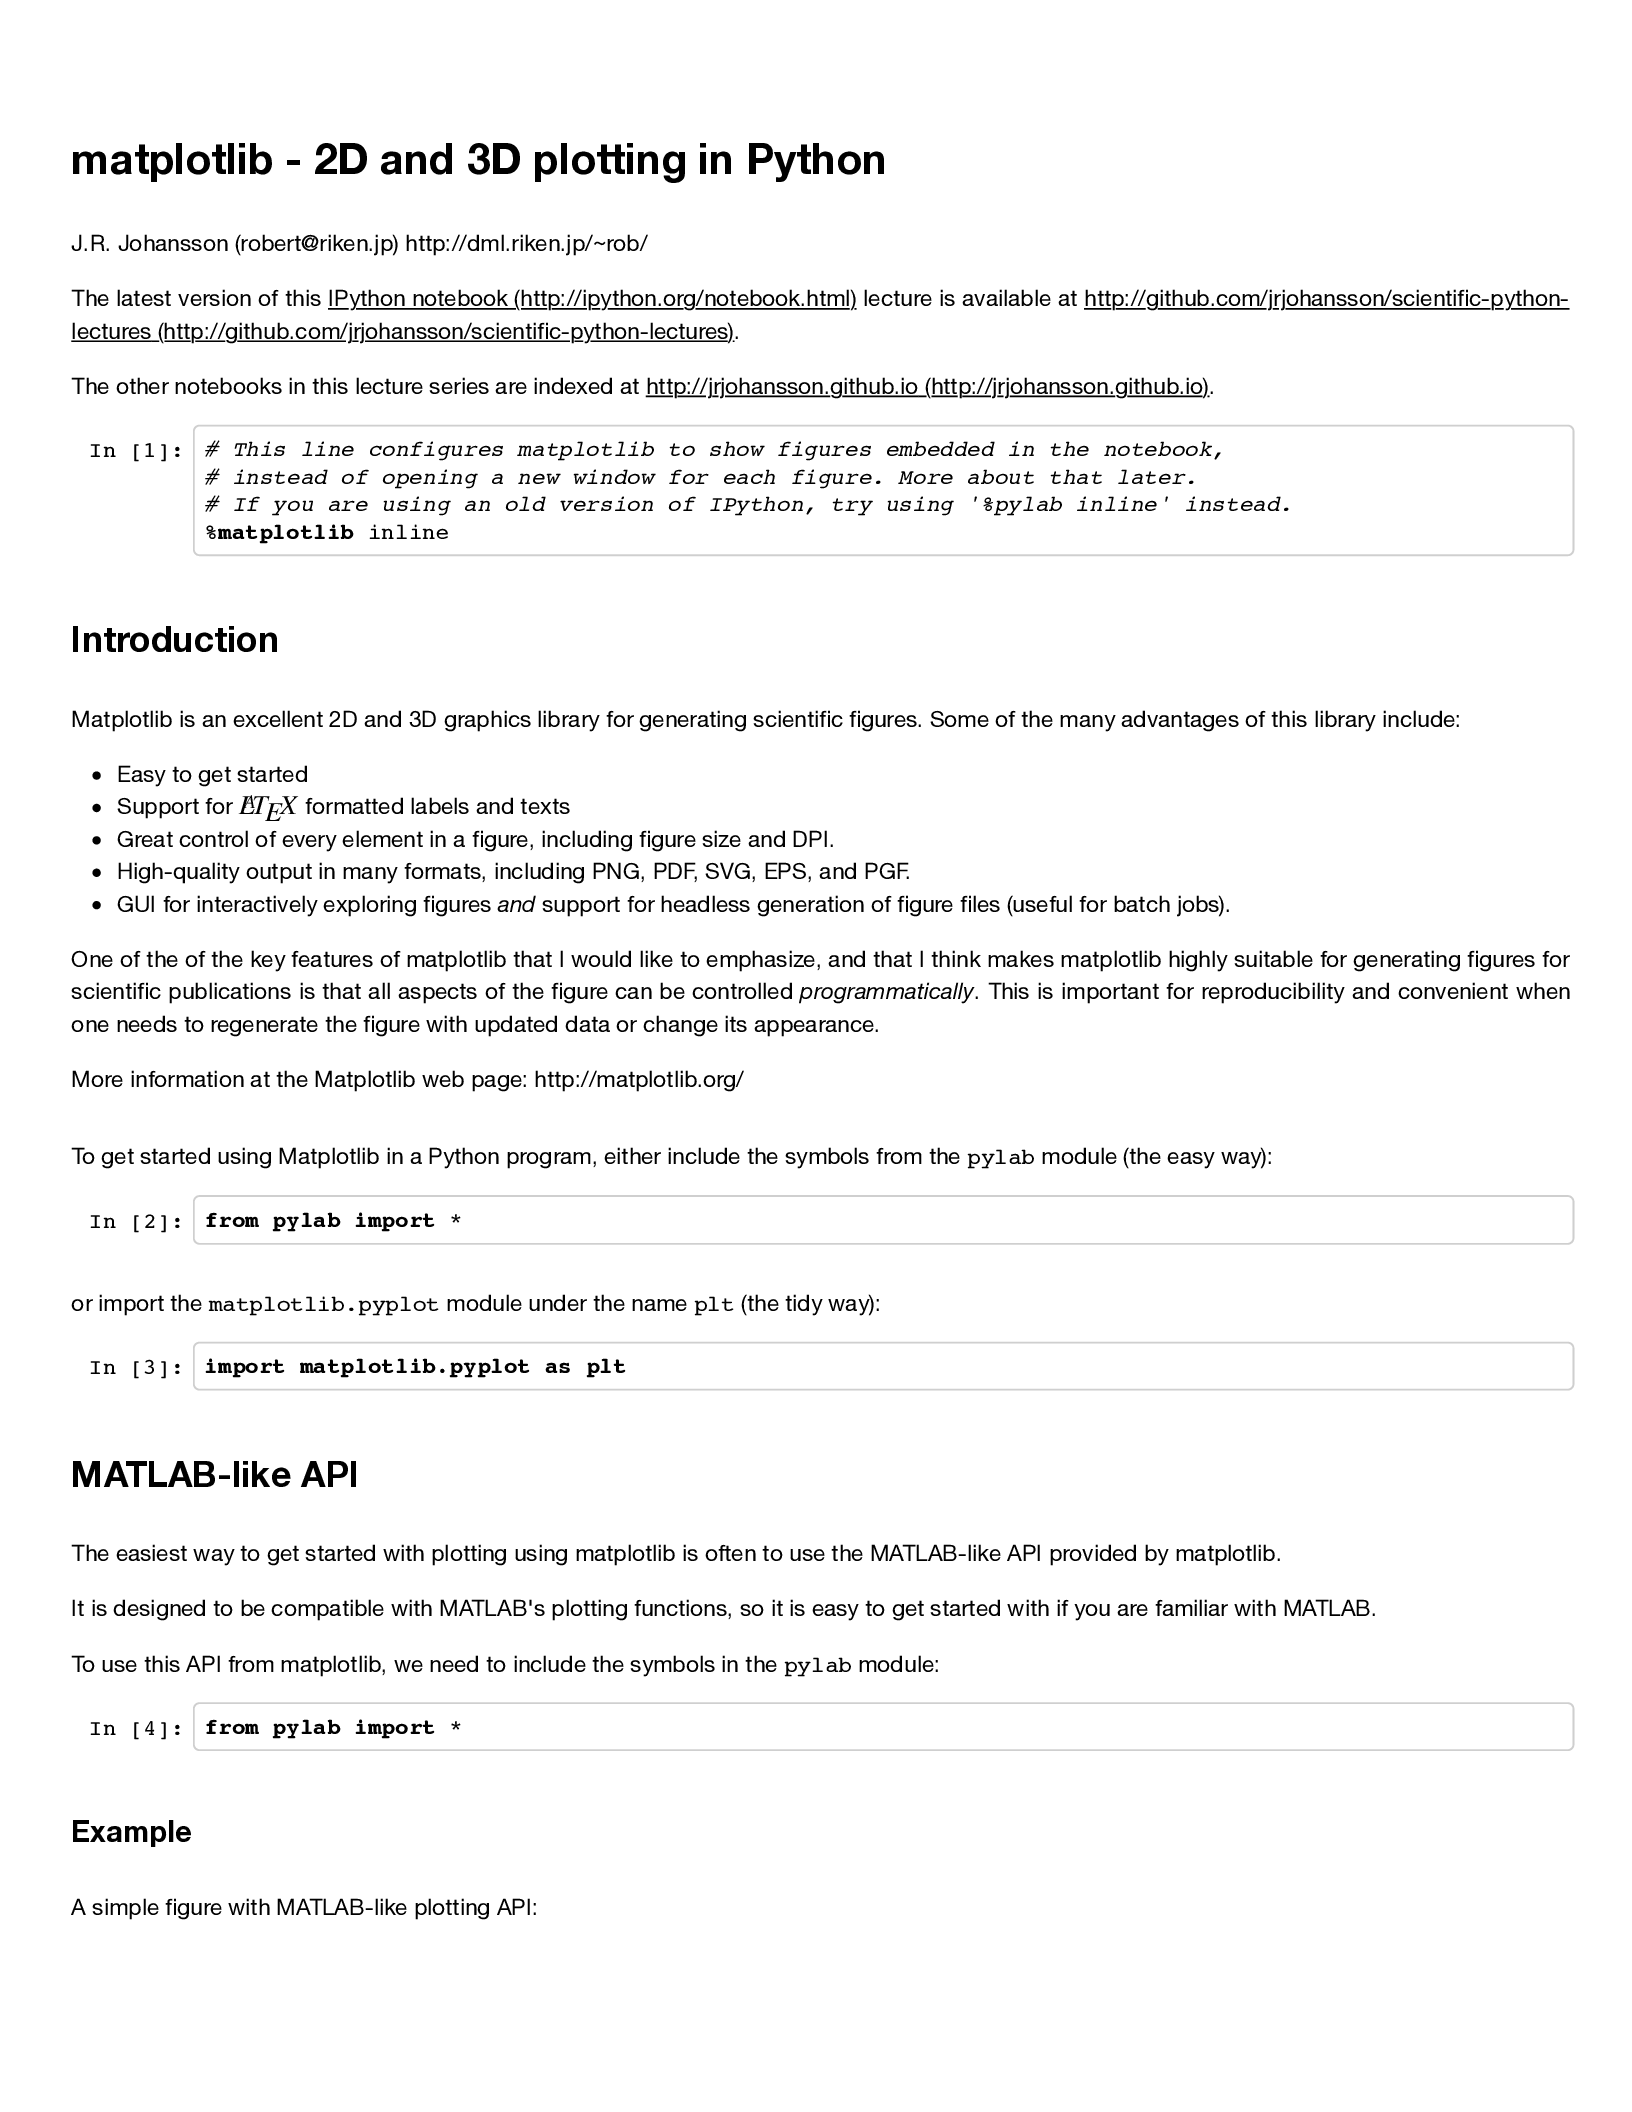 matplotlib - 2D and 3D plotting in Python
J.R. Johansson (robert@riken.jp) http://dml.riken.jp/~rob/
The latest version of this IPython notebook (http://ipython.org/notebook.html) lecture is available at http://github.com/jrjohansson/scientific-python-
lectures (http://github.com/jrjohansson/scientific-python-lectures).
The other notebooks in this lecture series are indexed at http://jrjohansson.github.io (http://jrjohansson.github.io).
In [1]: # This line configures matplotlib to show figures embedded in the notebook,
# instead of opening a new window for each figure. More about that later.
# If you are using an old version of IPython, try using '%pylab inline' instead.
%matplotlib inline
Introduction
Matplotlib is an excellent 2D and 3D graphics library for generating scientific figures. Some of the many advantages of this library include:
• Easy to get started
• Support for LATEX formatted labels and texts
• Great control of every element in a figure, including figure size and DPI.
• High-quality output in many formats, including PNG, PDF, SVG, EPS, and PGF.
• GUI for interactively exploring figures and support for headless generation of figure files (useful for batch jobs).
One of the of the key features of matplotlib that I would like to emphasize, and that I think makes matplotlib highly suitable for generating figures for
scientific publications is that all aspects of the figure can be controlled programmatically. This is important for reproducibility and convenient when
one needs to regenerate the figure with updated data or change its appearance.
More information at the Matplotlib web page: http://matplotlib.org/
To get started using Matplotlib in a Python program, either include the symbols from the pylab module (the easy way):
In [2]: from pylab import *
or import the matplotlib.pyplot module under the name plt (the tidy way):
In [3]: import matplotlib.pyplot as plt
MATLAB-like API
The easiest way to get started with plotting using matplotlib is often to use the MATLAB-like API provided by matplotlib.
It is designed to be compatible with MATLAB's plotting functions, so it is easy to get started with if you are familiar with MATLAB.
To use this API from matplotlib, we need to include the symbols in the pylab module:
In [4]: from pylab import *
Example
A simple figure with MATLAB-like plotting API: